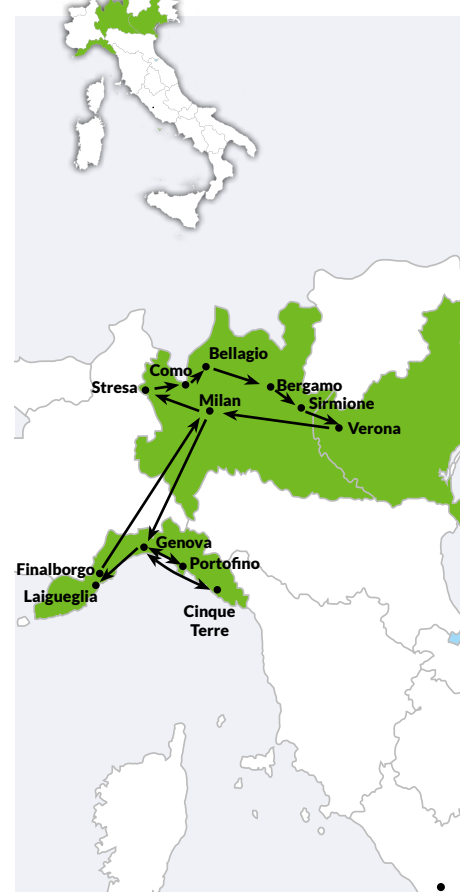 Bellagio
Como
Stresa
Bergamo
Milan
Sirmione
Verona
Genova
Portofino
Finalborgo
Laigueglia
Cinque
Terre